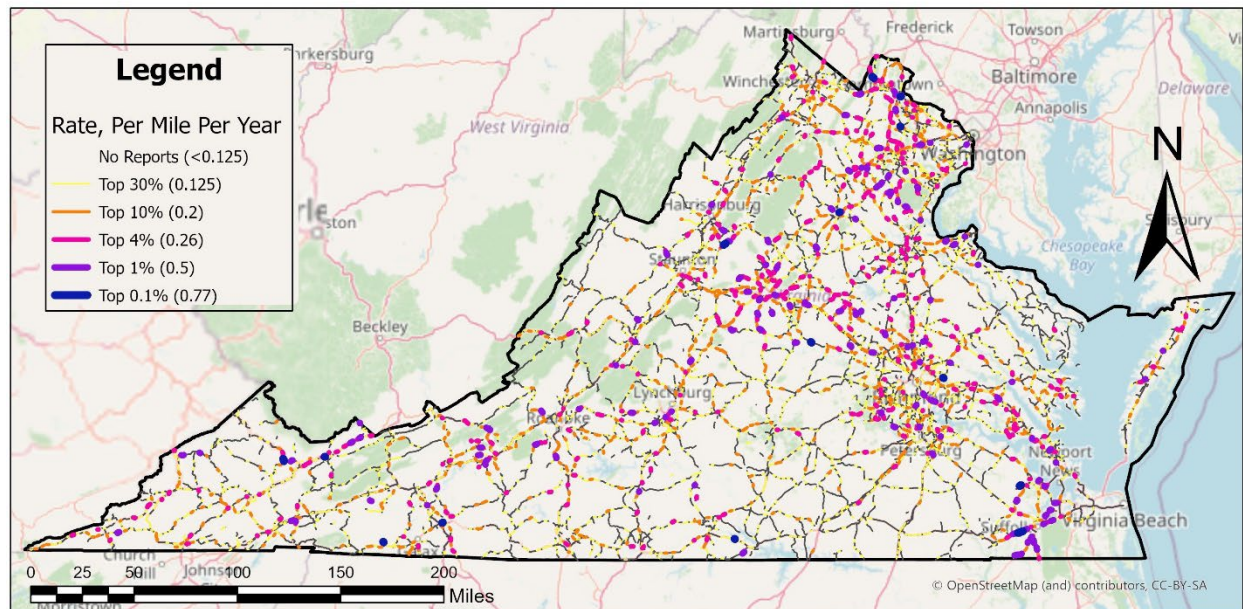 Legend
Rate, Per Mile Per Year
No Reports (<0.125)
Top 30% (0.125)
Top 10% (0.2)
Top 4% (0.26)
Top 1% (0.5)
Top 0.1% (0.77)
Martinsburg
Frederick
Towson
Baltimore
Annapolis
Delaware
West Virginia
Washington
N
Harrisonburg
Chesapeake
Bay
Staunton
Beckley
Lynchburg
Roanoke
Petersburg
Newport
News
Suffolk
Virginia Beach
Church
0 25 50 100 150 200
Miles
Morristown
© OpenStreetMap (and) contributors, CC-BY-SA